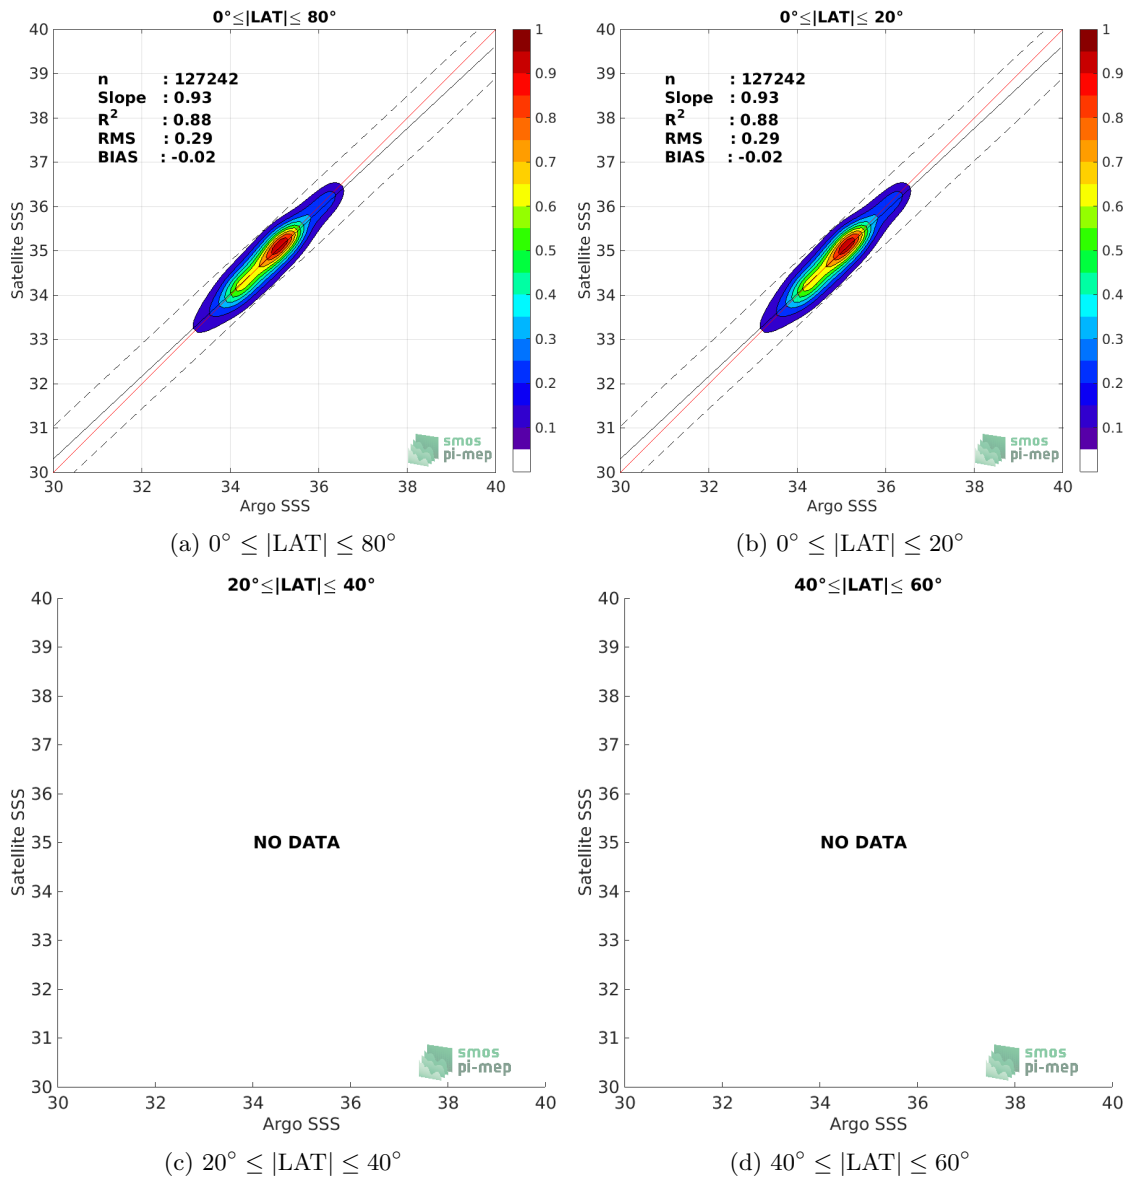 0°≤|LAT|≤ 80°
40
39
38
37
36
35
34
33
32
31
30
Satellite SSS
n : 127242
Slope : 0.93
R2 : 0.88
RMS : 0.29
BIAS : -0.02
1
0.9
0.8
0.7
0.6
0.5
0.4
0.3
0.2
0.1
smos
pi-mep
30 32 34 36 38 40
Argo SSS
(a) 0° ≤ |LAT| ≤ 80°
0°≤|LAT|≤ 20°
40
39
38
37
36
35
34
33
32
31
30
Satellite SSS
n : 127242
Slope : 0.93
R2 : 0.88
RMS : 0.29
BIAS : -0.02
1
0.9
0.8
0.7
0.6
0.5
0.4
0.3
0.2
0.1
smos
pi-mep
30 32 34 36 38 40
Argo SSS
(b) 0° ≤ |LAT| ≤ 20°
20°≤|LAT|≤ 40°
40
39
38
37
36
35
34
33
32
31
30
Satellite SSS
NO DATA
smos
pi-mep
30 32 34 36 38 40
Argo SSS
(c) 20° ≤ |LAT| ≤ 40°
40°≤|LAT|≤ 60°
40
39
38
37
36
35
34
33
32
31
30
Satellite SSS
NO DATA
smos
pi-mep
30 32 34 36 38 40
Argo SSS
(d) 40° ≤ |LAT| ≤ 60°